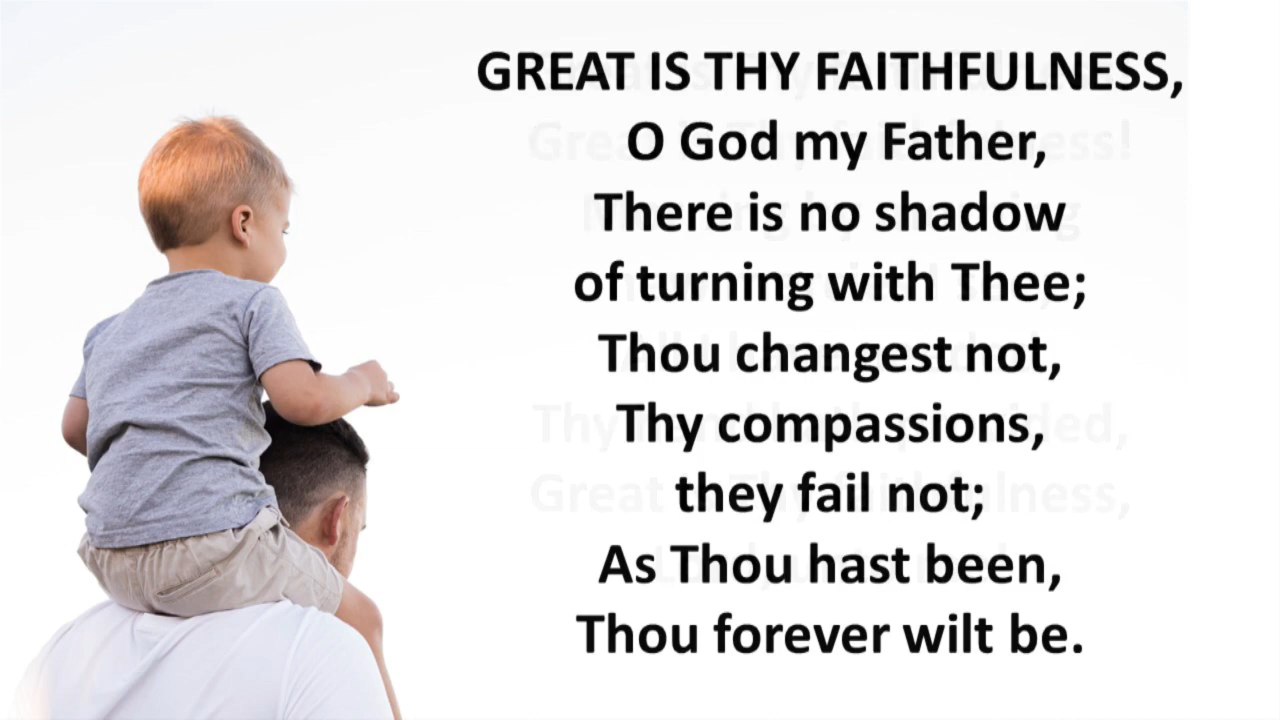 GREAT IS THY FAITHFULNESS,
O God my Father,
There is no shadow
of turning with Thee;
Thou changest not,
Thy compassions,
they fail not;
As Thou hast been,
Thou forever wilt be.